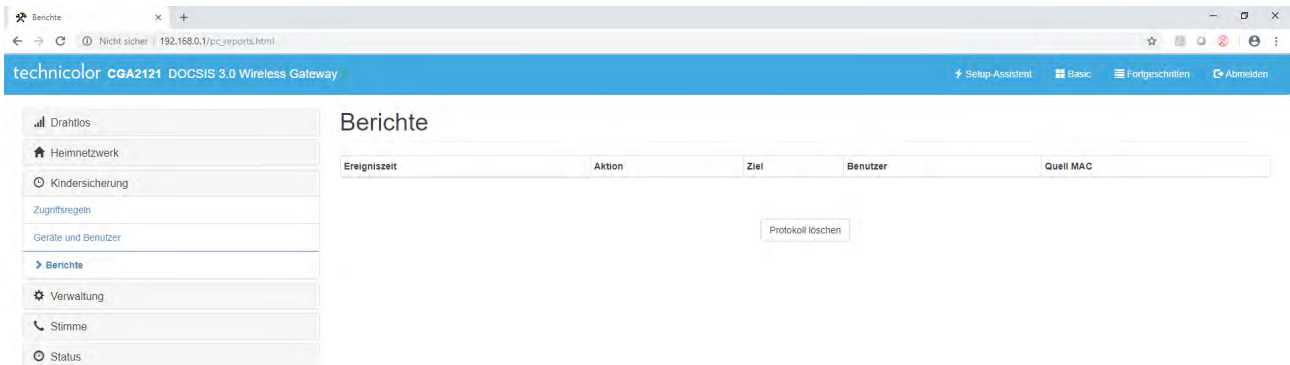 Berichte
Nicht sicher 192.168.0.1/pc_reports.html
technicolor CGA2121 DOCSIS 3.0 Wireless Gateway
Setup-Assistent Basic Fortgeschritten Abmelden
Drahtlos
Heimnetzwerk
Kindersicherung
Zugriffsregeln
Geräte und Benutzer
Berichte
Verwaltung
Stimme
Status
Berichte
Ereigniszeit Aktion Ziel Benutzer Quell MAC
Protokoll löschen